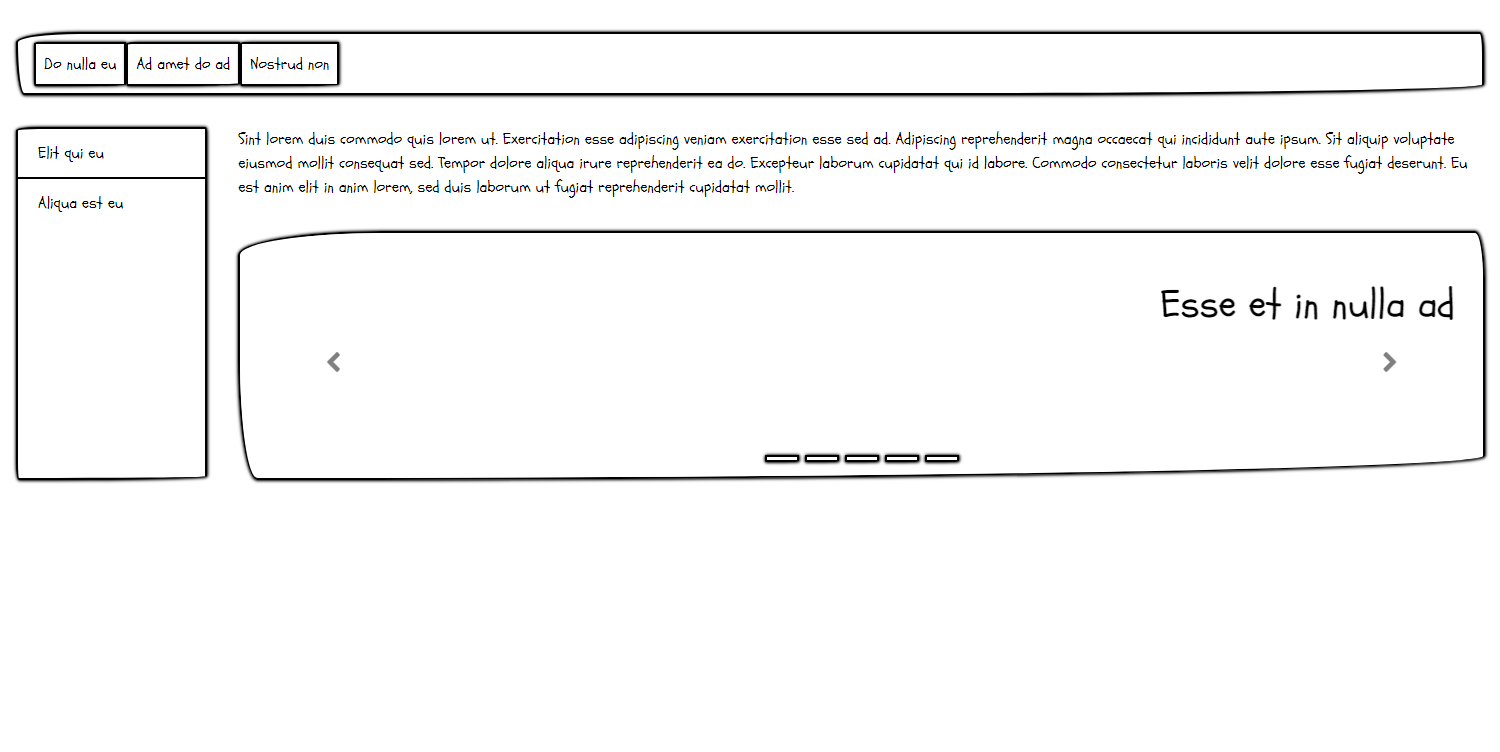 Do nulla eu
Ad amet do ad
Nostrud non
Elit qui eu
Aliqua est eu
Sint lorem duis commodo quis lorem ut. Exercitation esse adipiscing veniam exercitation esse sed ad. Adipiscing reprehenderit magna occaecat qui incididunt aute ipsum. Sit aliquip voluptate
eiusmod mollit consequat sed. Tempor dolore aliqua irure reprehenderit ea do. Excepteur laborum cupidatat qui id labore. Commodo consectetur laboris velit dolore esse fugiat deserunt. Eu
est anim elit in anim lorem, sed duis laborum ut fugiat reprehenderit cupidatat mollit.
Esse et in nulla ad